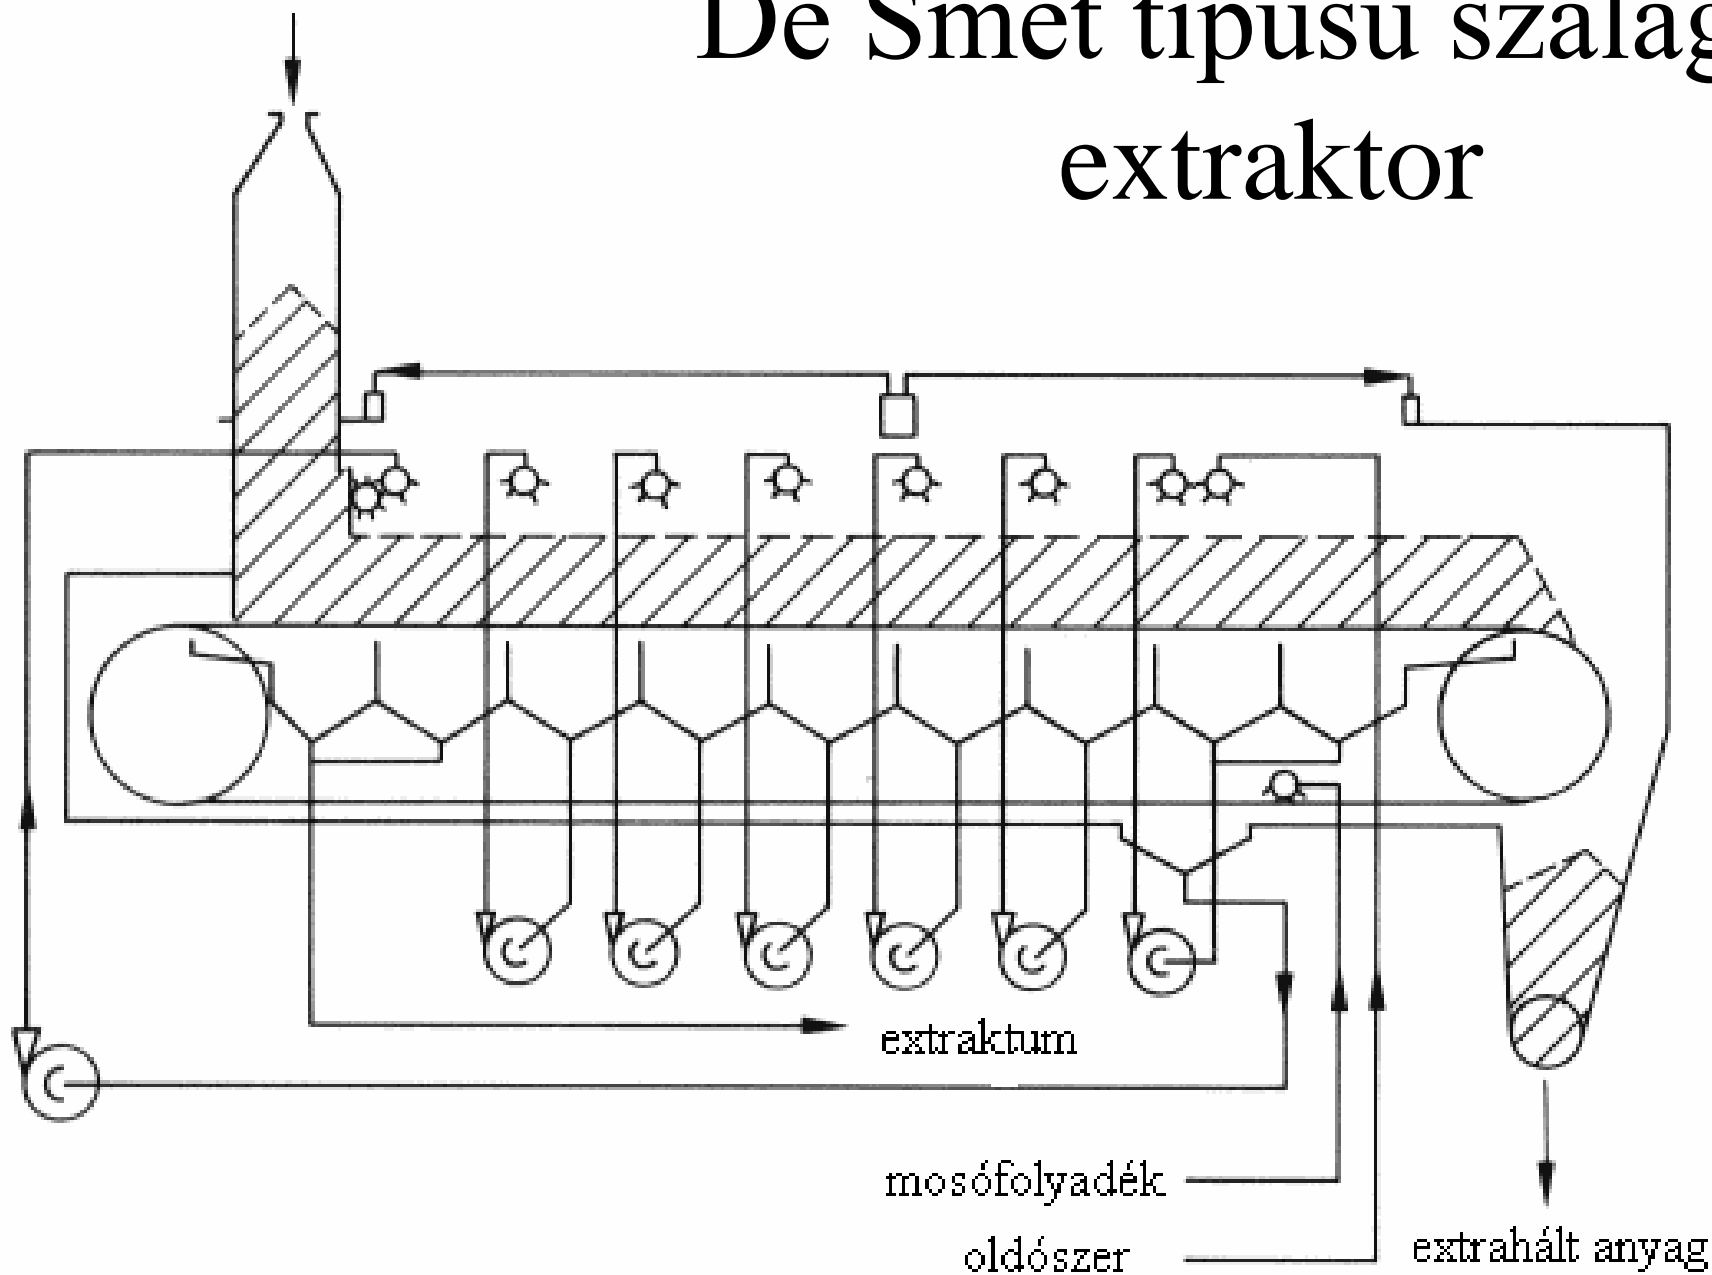 De Smet típusú szalag
extraktor
extraktum
mosófolyadék
oldószer
extrahált anyag